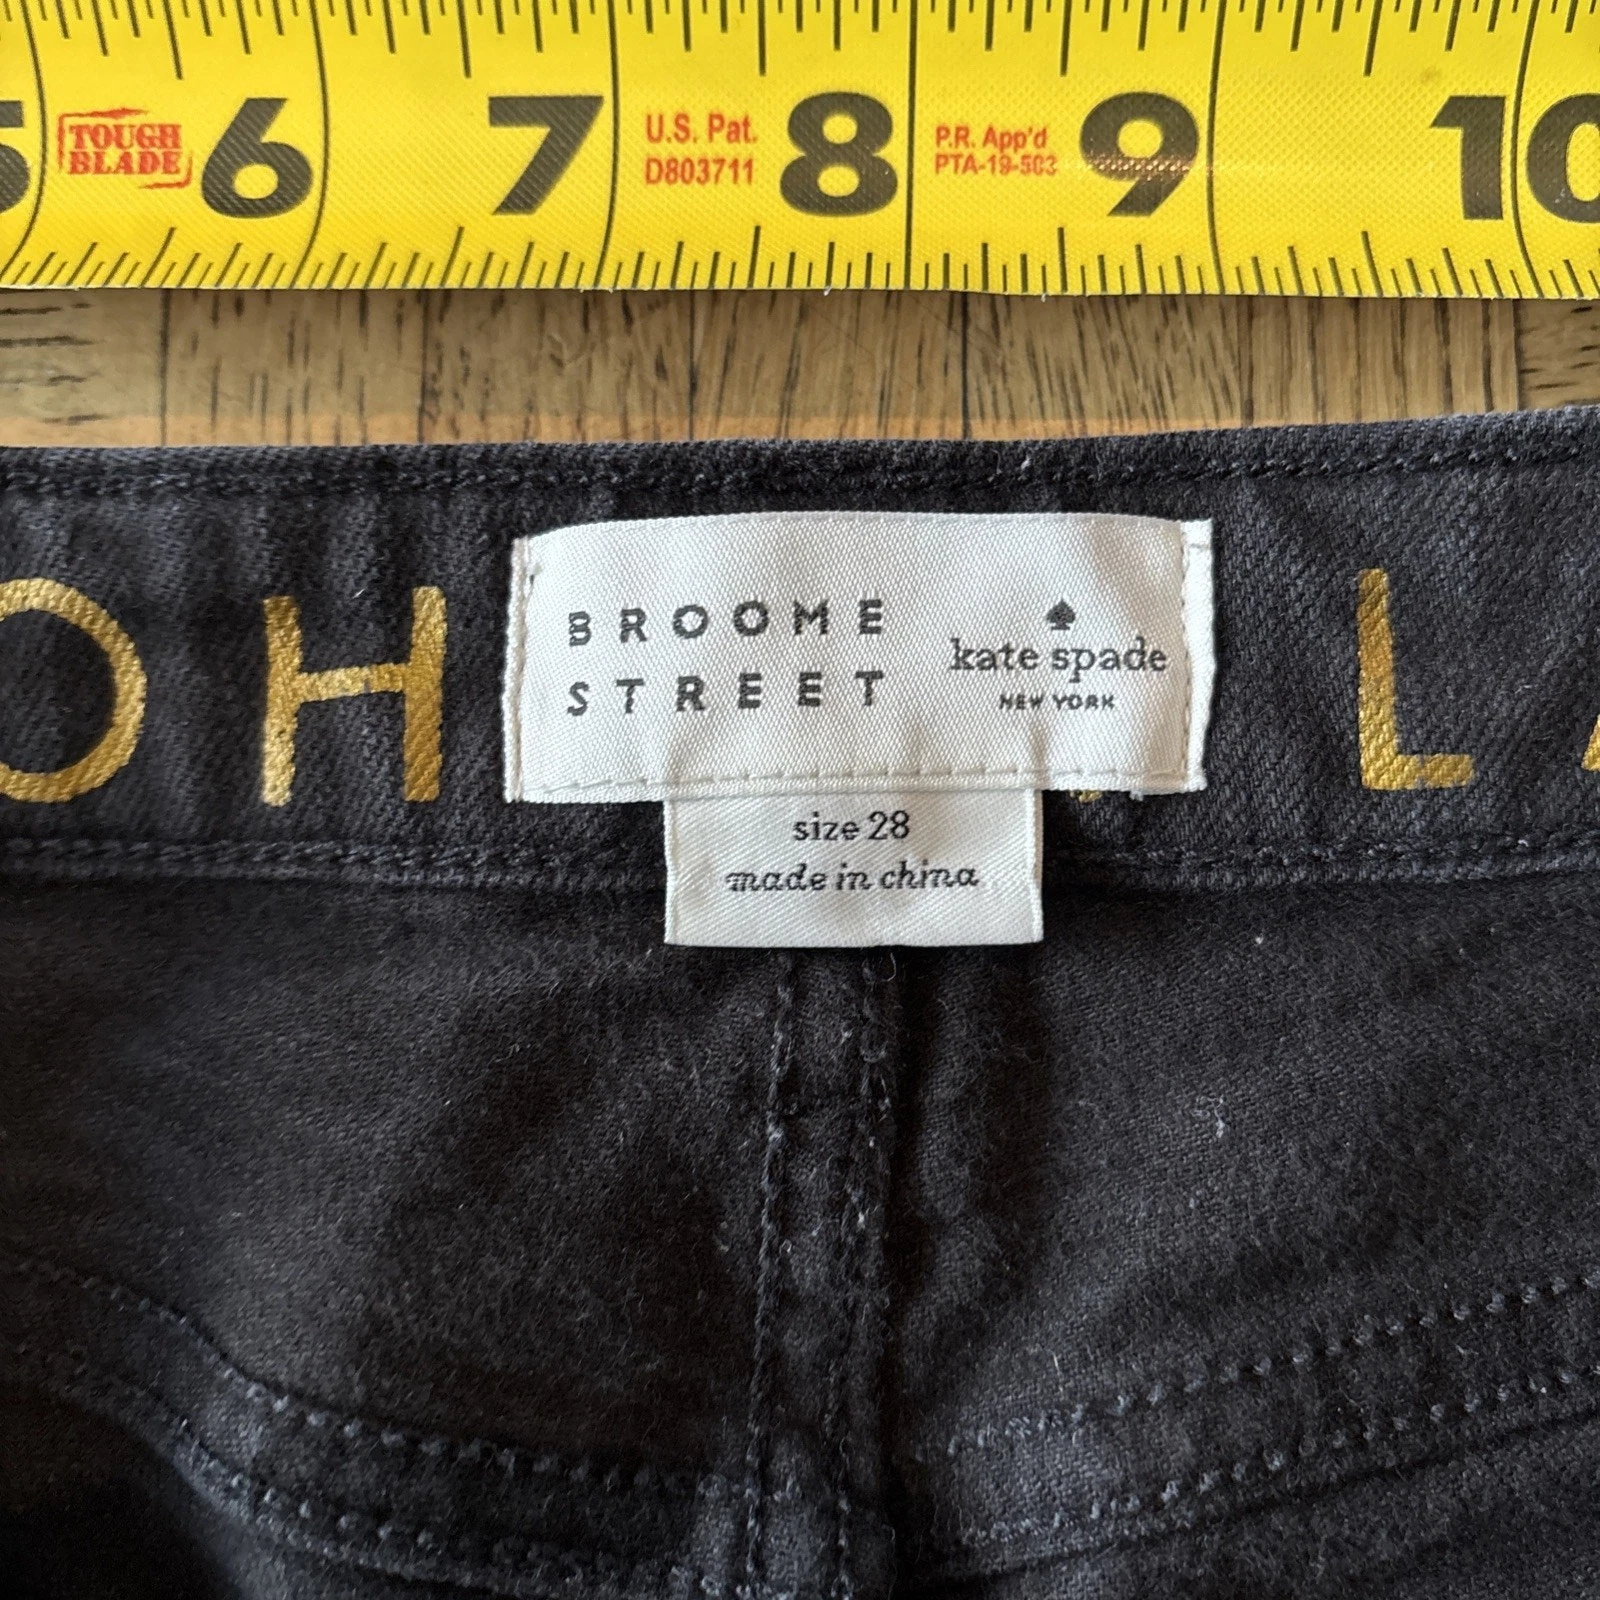 5 6 7 8 9 10
TOUGH
BLADE
U.S. Pat.
D803711
P.R. App'd
PTA-19-503
OH L
BROOME
STREET
kate spade
NEW YORK
size 28
made in china